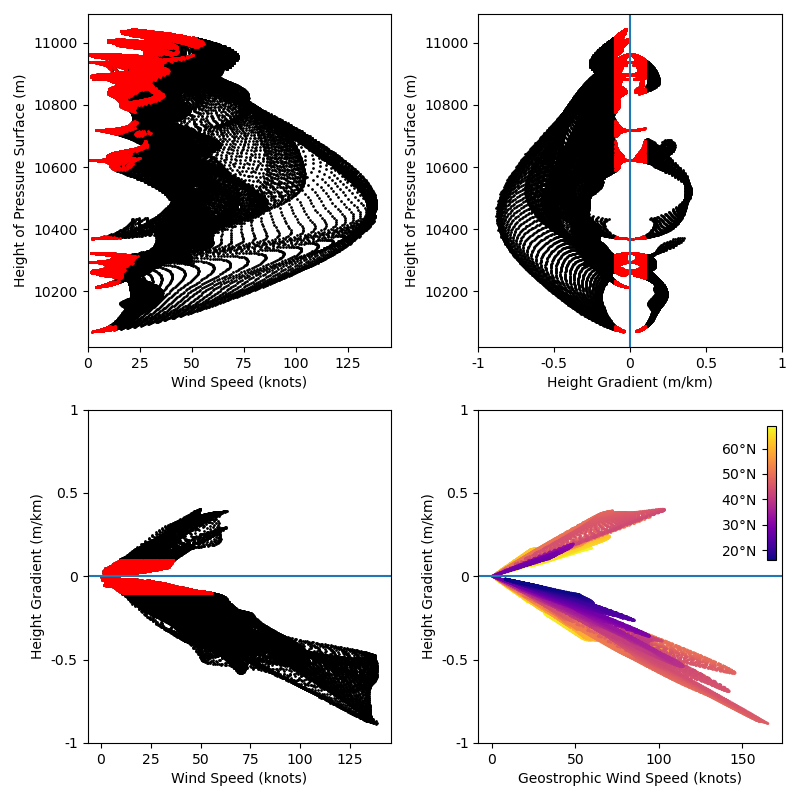 Height of Pressure Surface (m)
11000
10800
10600
10400
10200
0 25 50 75 100 125
Wind Speed (knots)
Height of Pressure Surface (m)
11000
10800
10600
10400
10200
-1 -0.5 0 0.5 1
Height Gradient (m/km)
Height Gradient (m/km)
1
0.5
0
-0.5
-1
0 25 50 75 100 125
Wind Speed (knots)
Height Gradient (m/km)
1
0.5
0
-0.5
-1
60°N
50°N
40°N
30°N
20°N
0 50 100 150
Geostrophic Wind Speed (knots)